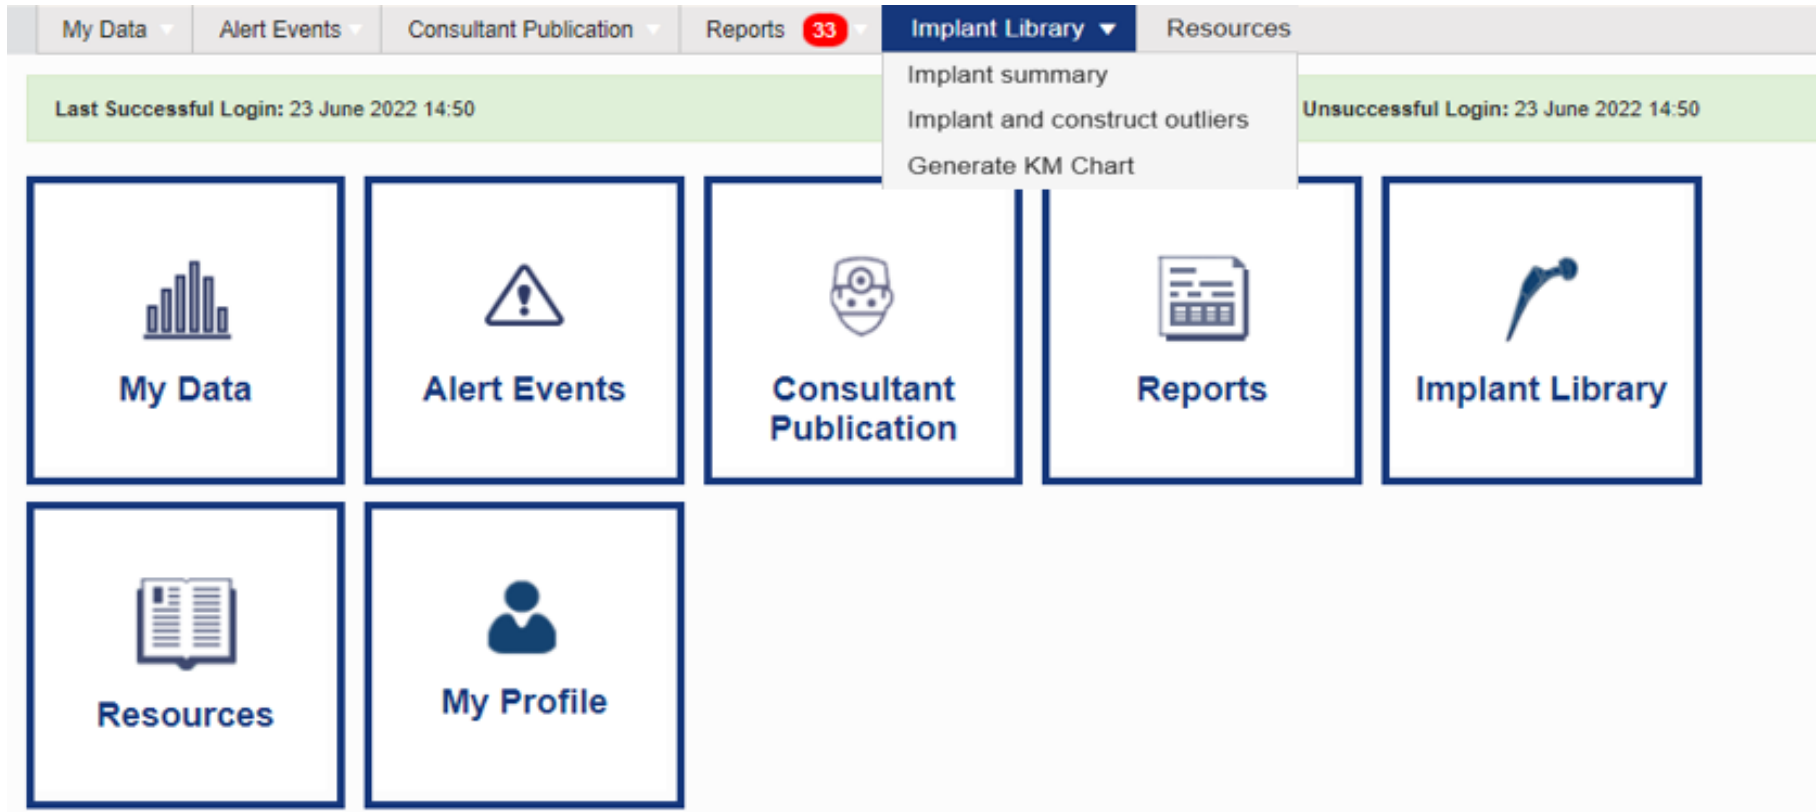 My Data Alert Events Consultant Publication Reports 33 Implant Library Resources
Implant summary
Implant and construct outliers
Generate KM Chart
Last Successful Login: 23 June 2022 14:50
Unsuccessful Login: 23 June 2022 14:50
My Data
Alert Events
Consultant
Publication
Reports
Implant Library
Resources
My Profile